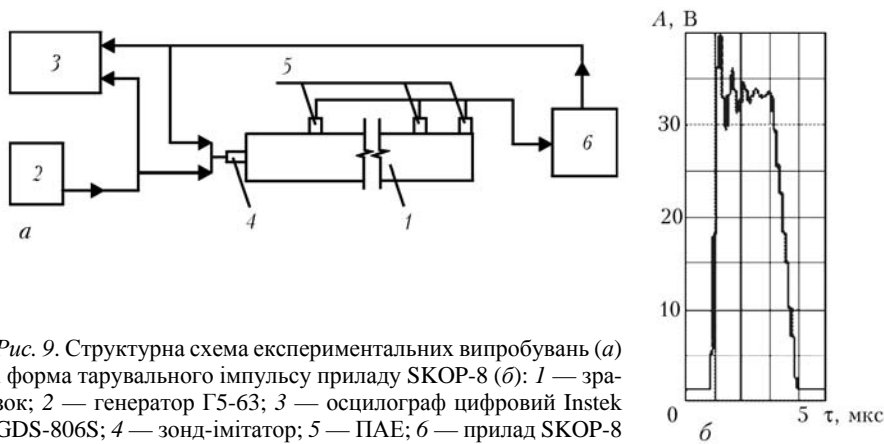 A, В
3
5
30
2
6
20
4
1
а
10
0
5 τ, мкс
б
Рис. 9. Структурна схема експериментальних випробувань (а)
форма тарувального імпульсу приладу SKOP-8 (б): 1 — зра-
зок; 2 — генератор Г5-63; 3 — осцилограф цифровий Instek
GDS-806S; 4 — зонд-імітатор; 5 — ПАЕ; 6 — прилад SKOP-8